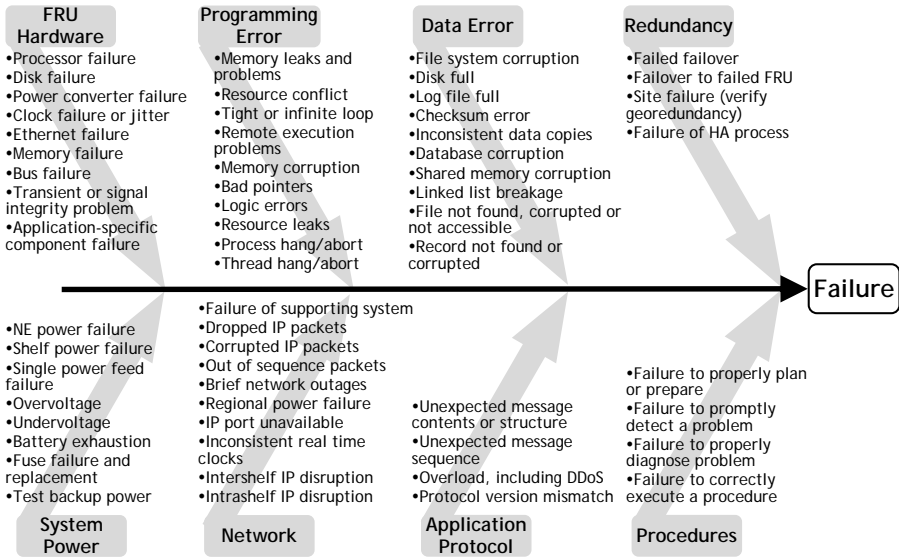 FRU
Hardware
•Processor failure
•Disk failure
•Power converter failure
•Clock failure or jitter
•Ethernet failure
•Memory failure
•Bus failure
•Transient or signal
integrity problem
•Application-specific
component failure
Programming
Error
•Memory leaks and
problems
•Resource conflict
•Tight or infinite loop
•Remote execution
problems
•Memory corruption
•Bad pointers
•Logic errors
•Resource leaks
•Process hang/abort
•Thread hang/abort
Data Error
•File system corruption
•Disk full
•Log file full
•Checksum error
•Inconsistent data copies
•Database corruption
•Shared memory corruption
•Linked list breakage
•File not found, corrupted or
not accessible
•Record not found or
corrupted
Redundancy
•Failed failover
•Failover to failed FRU
•Site failure (verify
georedundancy)
•Failure of HA process
Failure
•NE power failure
•Shelf power failure
•Single power feed
failure
•Overvoltage
•Undervoltage
•Battery exhaustion
•Fuse failure and
replacement
•Test backup power
System
Power
•Failure of supporting system
•Dropped IP packets
•Corrupted IP packets
•Out of sequence packets
•Brief network outages
•Regional power failure
•IP port unavailable
•Inconsistent real time
clocks
•Intershelf IP disruption
•Intrashelf IP disruption
Network
•Unexpected message
contents or structure
•Unexpected message
sequence
•Overload, including DDoS
•Protocol version mismatch
Application
Protocol
•Failure to properly plan
or prepare
•Failure to promptly
detect a problem
•Failure to properly
diagnose problem
•Failure to correctly
execute a procedure
Procedures